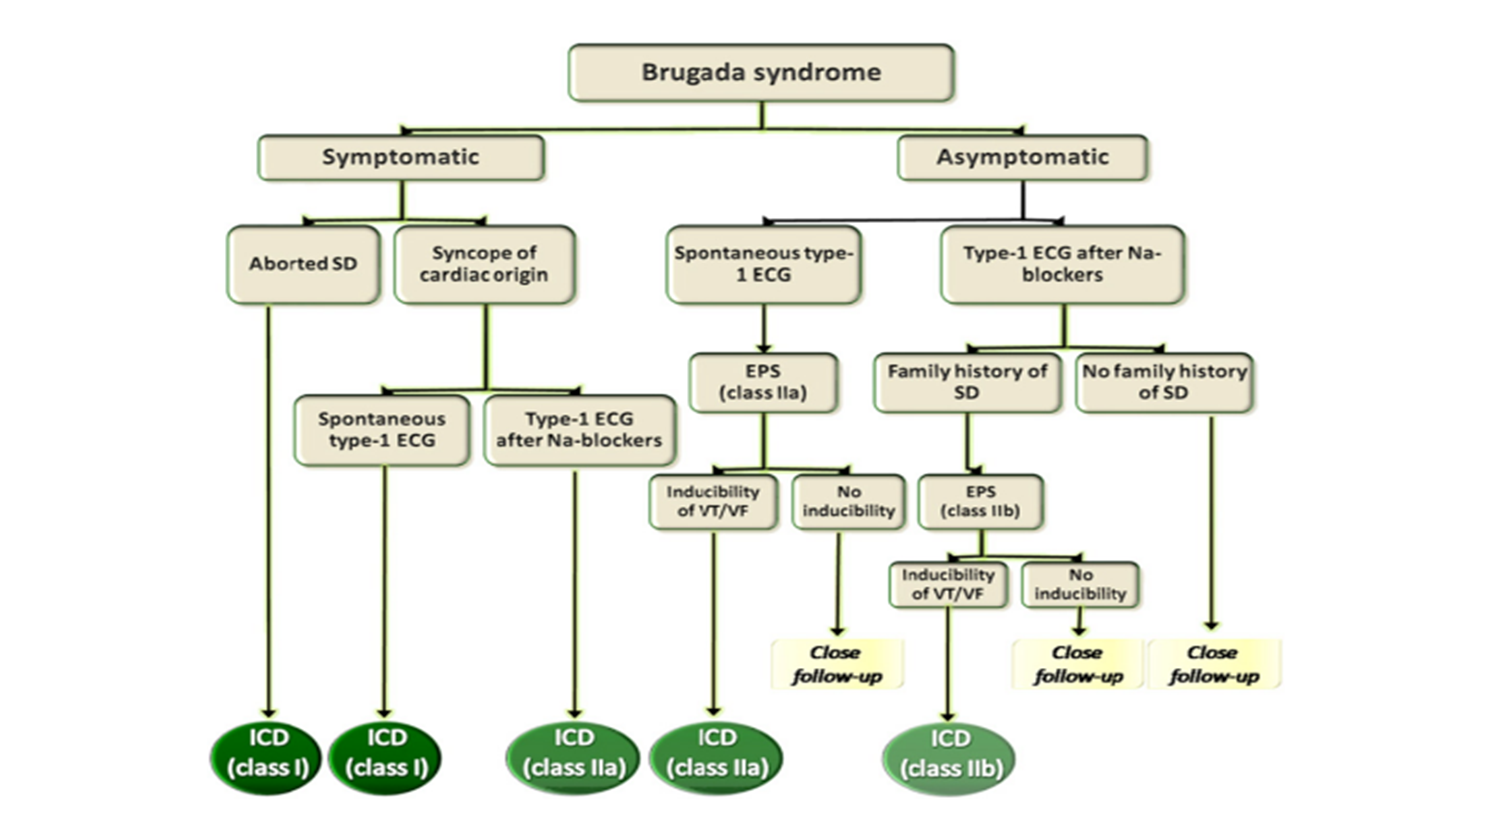 Brugada syndrome
Symptomatic
Asymptomatic
Aborted SD
Syncope of
cardiac origin
Spontaneous type-
1 ECG
Type-1 ECG after Na-
blockers
EPS
(class IIa)
Family history of
SD
No family history
of SD
Spontaneous
type-1 ECG
Type-1 ECG
after Na-blockers
Inducibility
of VT/VF
No
inducibility
EPS
(class IIb)
Inducibility
of VT/VF
No
inducibility
Close
follow-up
Close
follow-up
Close
follow-up
ICD
(class I)
ICD
(class I)
ICD
(class IIa)
ICD
(class IIa)
ICD
(class IIb)